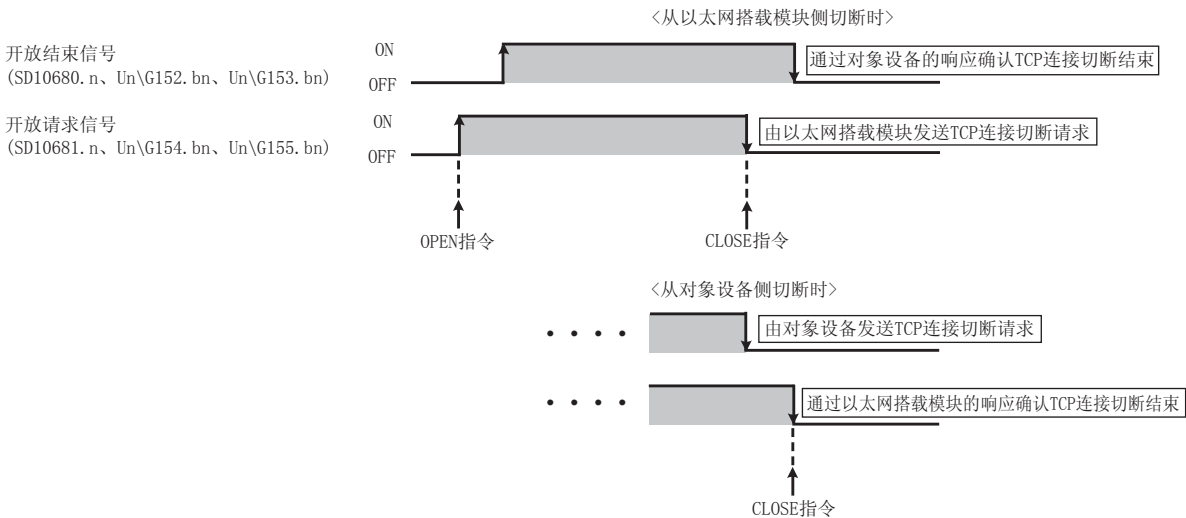 <从以太网搭载模块侧切断时>
开放结束信号
(SD10680.n、Un\G152.bn、Un\G153.bn)
ON
OFF
通过对象设备的响应确认TCP连接切断结束
开放请求信号
(SD10681.n、Un\G154.bn、Un\G155.bn)
ON
OFF
由以太网搭载模块发送TCP连接切断请求
OPEN指令
CLOSE指令
<从对象设备侧切断时>
由对象设备发送TCP连接切断请求
通过以太网搭载模块的响应确认TCP连接切断结束
CLOSE指令